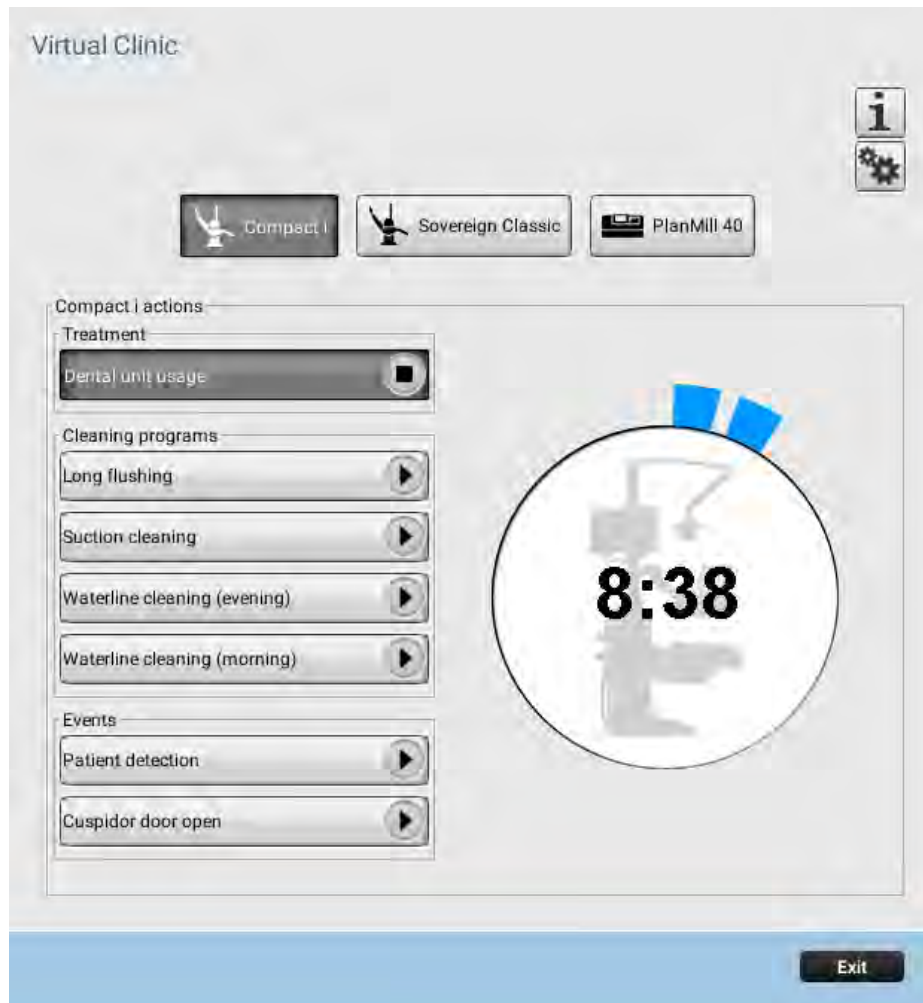 Virtual Clinic
i
Compact i
Sovereign Classic
PlanMill 40
Compact i actions
Treatment
Dental unit usage
Cleaning programs
Long flushing
Suction cleaning
Waterline cleaning (evening)
Waterline cleaning (morning)
Events
Patient detection
Cuspidor door open
8:38
Exit